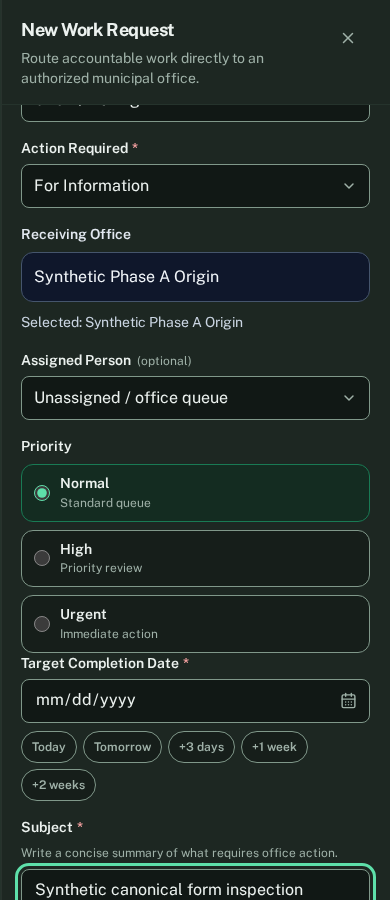 New Work Request
Route accountable work directly to an
authorized municipal office.
Action Required *
For Information
Receiving Office
Synthetic Phase A Origin
Selected: Synthetic Phase A Origin
Assigned Person (optional)
Unassigned / office queue
Priority
Normal
Standard queue
High
Priority review
Urgent
Immediate action
Target Completion Date *
mm/dd/yyyy
Today
Tomorrow
+3 days
+1 week
+2 weeks
Subject *
Write a concise summary of what requires office action.
Synthetic canonical form inspection